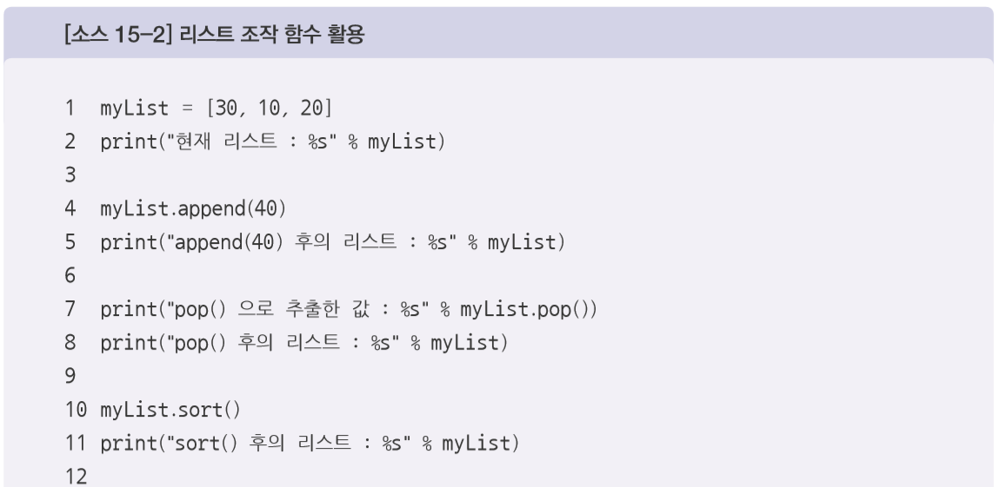 [소스 15-2] 리스트 조작 함수 활용
1 myList = [30, 10, 20]
2 print("현재 리스트 : %s" % myList)
3
4 myList.append(40)
5 print("append(40) 후의 리스트 : %s" % myList)
6
7 print("pop() 으로 추출한 값 : %s" % myList.pop())
8 print("pop() 후의 리스트 : %s" % myList)
9
10 myList.sort()
11 print("sort() 후의 리스트 : %s" % myList)
12